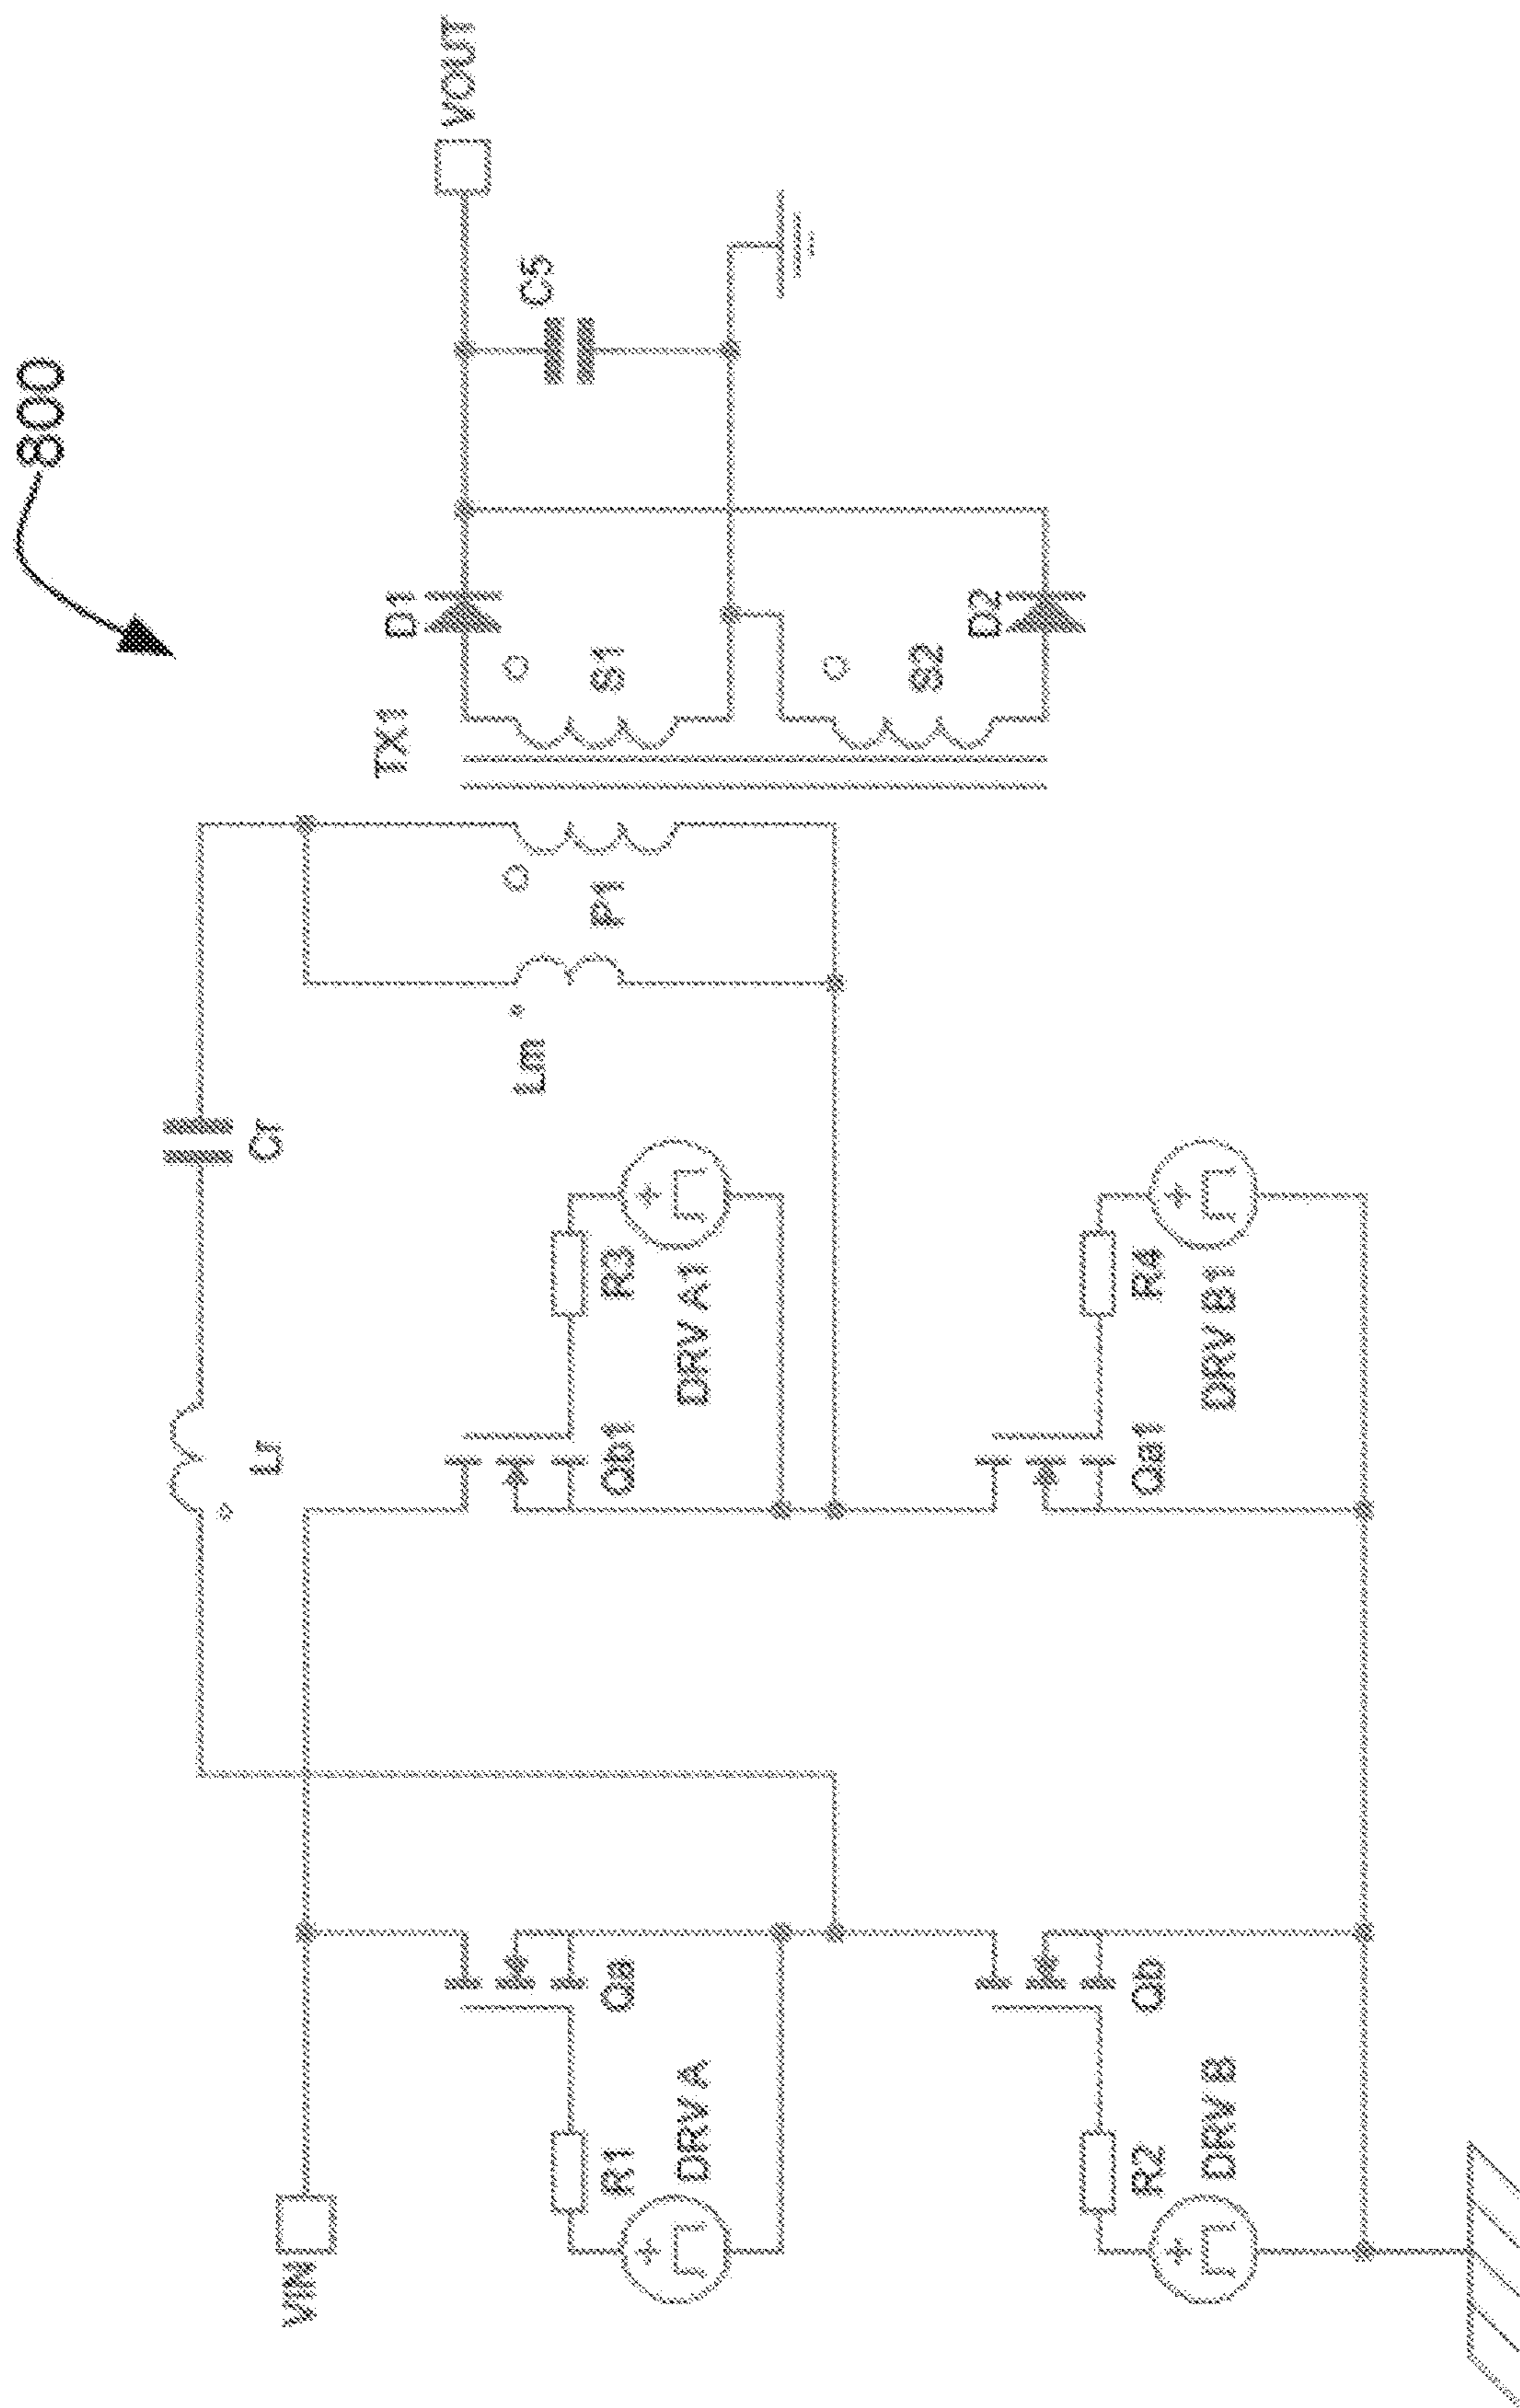 800
VIN
Lr
Cr
TX1
D1
VOUT
Qa
R1
DRV A
Qb1
R3
DRV A1
Lm
P1
S1
C5
S2
D2
Qb
R2
DRV B
Qa1
R4
DRV B1